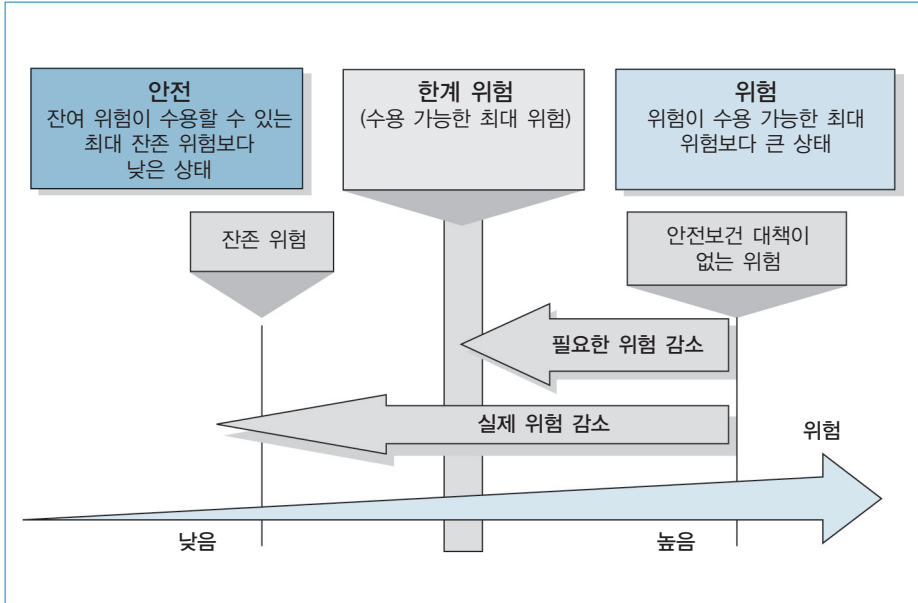 안전
잔여 위험이 수용할 수 있는
최대 잔존 위험보다
낮은 상태
한계 위험
(수용 가능한 최대 위험)
위험
위험이 수용 가능한 최대
위험보다 큰 상태
잔존 위험
안전보건 대책이
없는 위험
필요한 위험 감소
실제 위험 감소
위험
낮음
높음